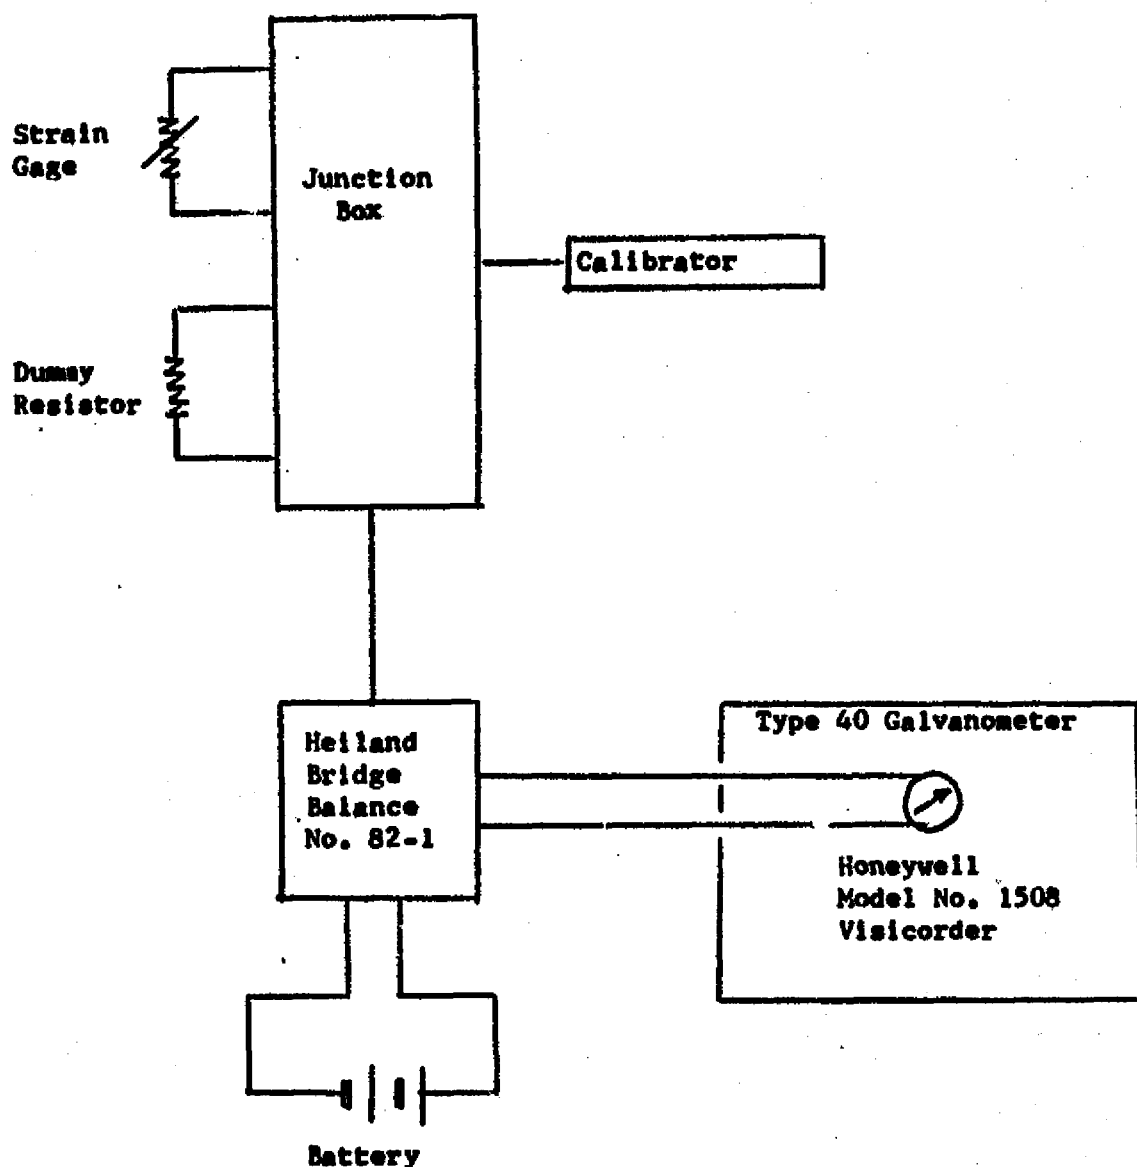 Strain
Gage
Junction
Box
Calibrator
Dummy
Resistor
Heiland
Bridge
Balance
No. 82-1
Type 40 Galvanometer
Honeywell
Model No. 1508
Visicorder
Battery